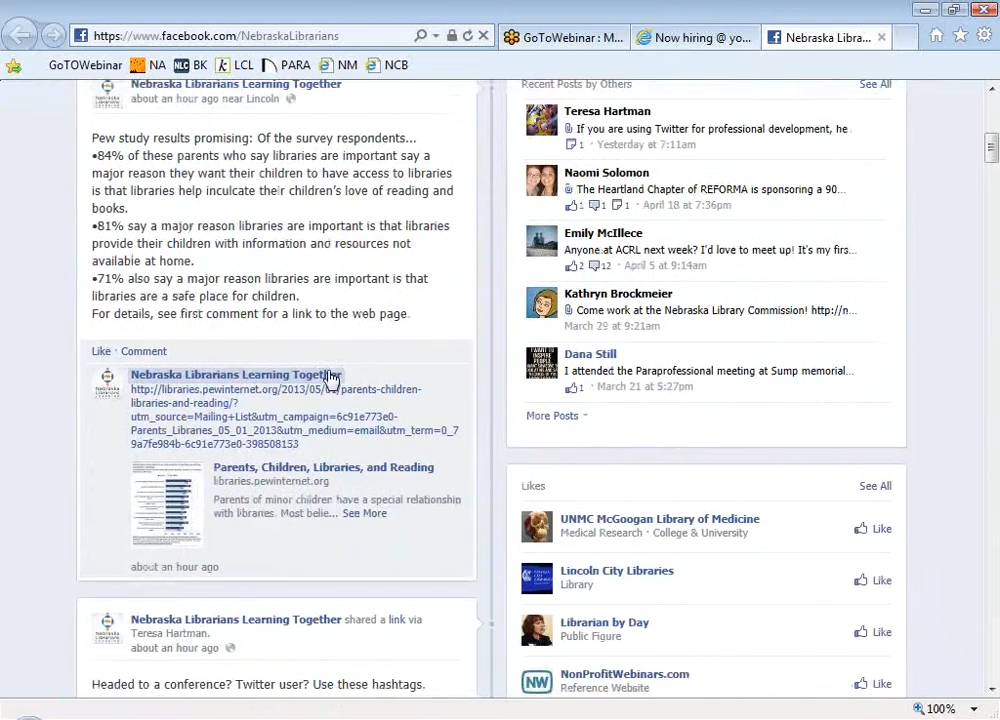 https://www.facebook.com/NebraskaLibrarians
GoToWebinar : M...
Now hiring @ yo...
Nebraska Libra...
GoTOWebinar
NA
NLC BK
k LCL
PARA
NM
NCB
Nebraska Librarians Learning Together
about an hour ago near Lincoln
Pew study results promising: Of the survey respondents...
•84% of these parents who say libraries are important say a
major reason they want their children to have access to libraries
is that libraries help inculcate their children's love of reading and
books.
•81% say a major reason libraries are important is that libraries
provide their children with information and resources not
available at home.
•71% also say a major reason libraries are important is that
libraries are a safe place for children.
For details, see first comment for a link to the web page.
Like · Comment
Nebraska Librarians Learning Together
http://libraries.pewinternet.org/2013/05/ /parents-children-
libraries-and-reading/?
utm_source=Mailing+List&utm_campaign=6c91e773e0-
Parents_Libraries_05_01_2013&utm_medium=email&utm_term=0_7
9a7fe984b-6c91e773e0-398508153
Parents, Children, Libraries, and Reading
libraries.pewinternet.org
Parents of minor children have a special relationship
with libraries. Most belie... See More
about an hour ago
Nebraska Librarians Learning Together shared a link via
Teresa Hartman.
about an hour ago
Headed to a conference? Twitter user? Use these hashtags.
Recent Posts by Others
See All
Teresa Hartman
If you are using Twitter for professional development, he
1 · Yesterday at 7:11am
Naomi Solomon
The Heartland Chapter of REFORMA is sponsoring a 90...
1 1 1 · April 18 at 7:36pm
Emily McIllece
Anyone at ACRL next week? I'd love to meet up! It's my firs...
2 12 · April 5 at 9:14am
Kathryn Brockmeier
Come work at the Nebraska Library Commission! http://n...
March 29 at 9:21am
I WANT TO
INSPIRE
PEOPLE
Dana Still
I attended the Paraprofessional meeting at Sump memorial...
1 · March 21 at 5:27pm
More Posts
Likes
See All
UNMC McGoogan Library of Medicine
Medical Research · College & University
Like
Lincoln City Libraries
Library
Like
Librarian by Day
Public Figure
Like
NW
NonProfitWebinars.com
Reference Website
Like
100%